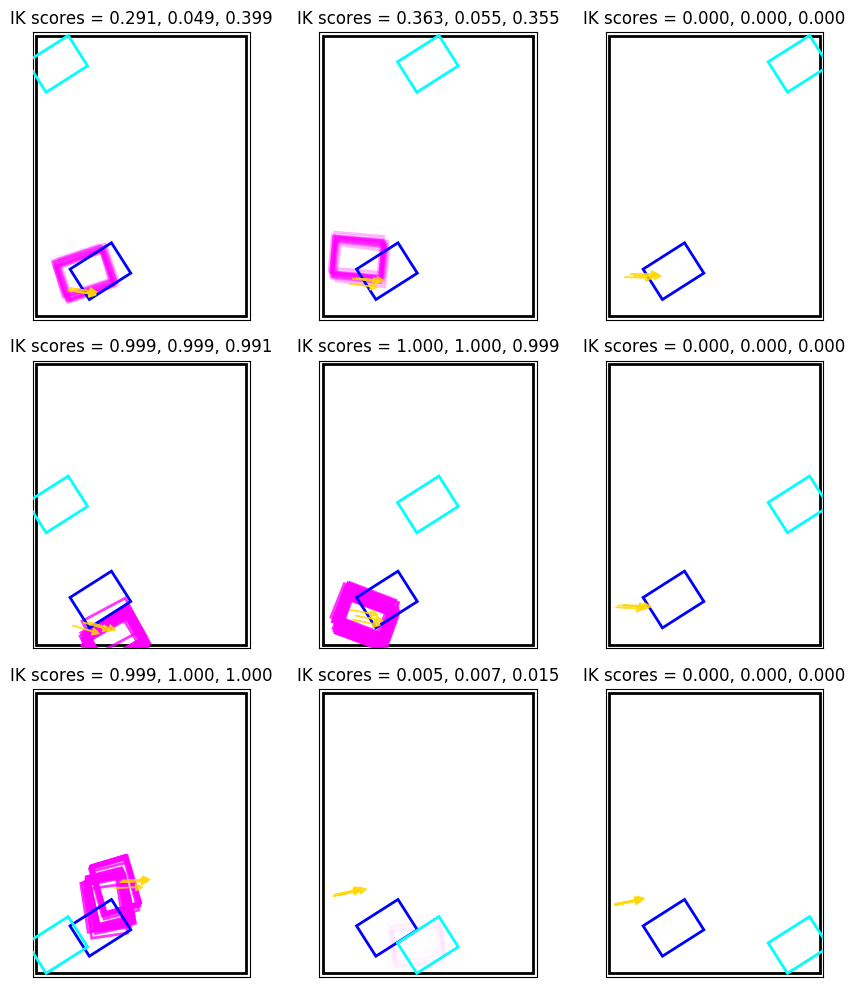 IK scores = 0.291, 0.049, 0.399
IK scores = 0.363, 0.055, 0.355
IK scores = 0.000, 0.000, 0.000
IK scores = 0.999, 0.999, 0.991
IK scores = 1.000, 1.000, 0.999
IK scores = 0.000, 0.000, 0.000
IK scores = 0.999, 1.000, 1.000
IK scores = 0.005, 0.007, 0.015
IK scores = 0.000, 0.000, 0.000